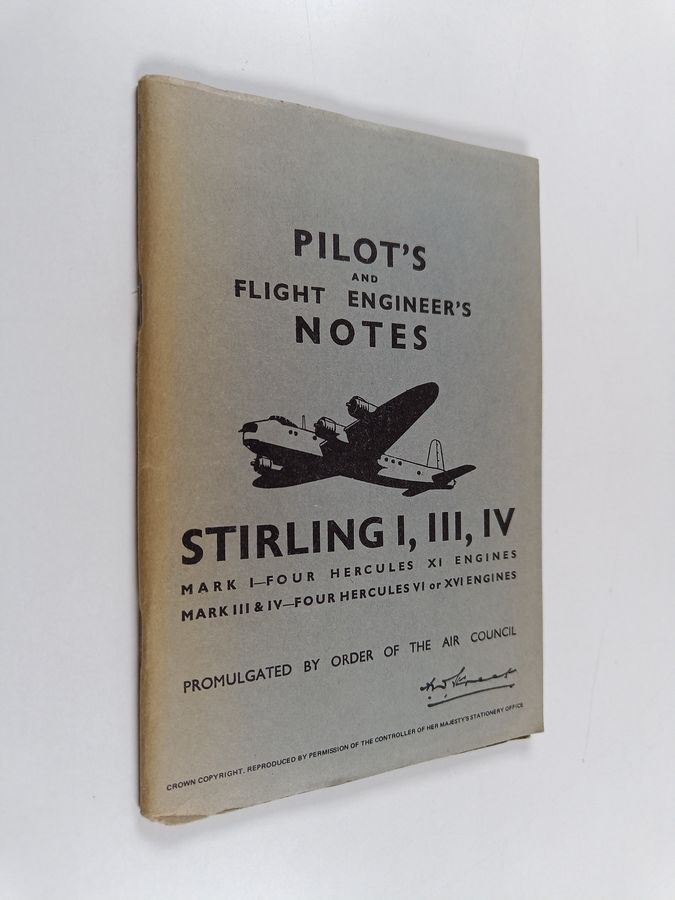 PILOT'S
AND
FLIGHT ENGINEER'S
NOTES
STIRLING I, III, IV
MARK I—FOUR HERCULES XI ENGINES
MARK III & IV—FOUR HERCULES VI or XVI ENGINES
PROMULGATED BY ORDER OF THE AIR COUNCIL
CROWN COPYRIGHT. REPRODUCED BY PERMISSION OF THE CONTROLLER OF HER MAJESTY'S STATIONERY OFFICE